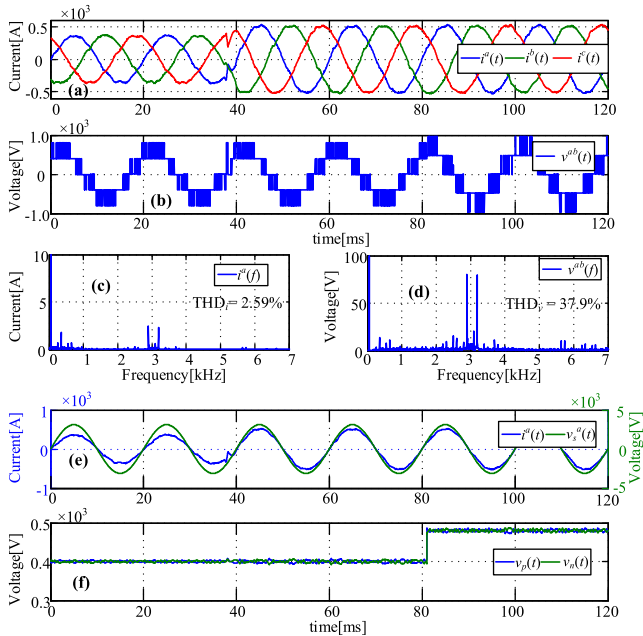 ×10³
Current[A]
0.5
0
-0.5
(a)
i^a(t) i^b(t) i^c(t)
0 20 40 60 80 100 120
×10³
Voltage[V]
1.0
0
-1.0
(b)
v^ab(t)
0 20 40 60 80 100 120
time[ms]
Current[A]
10
5
0
(c)
i^a(f)
THD_i= 2.59%
0 1 2 3 4 5 6 7
Frequency[kHz]
Voltage[V]
100
50
0
(d)
v^ab(f)
THD_v = 37.9%
0 1 2 3 4 5 6 7
Frequency[kHz]
×10³ ×10³
Current[A]
1
0
-1
(e)
i^a(t) v_s^a(t)
5
0
-5
Voltage[V]
0 20 40 60 80 100 120
×10³
Voltage[V]
0.5
0.4
0.3
(f)
v_p(t) v_n(t)
0 20 40 60 80 100 120
time[ms]